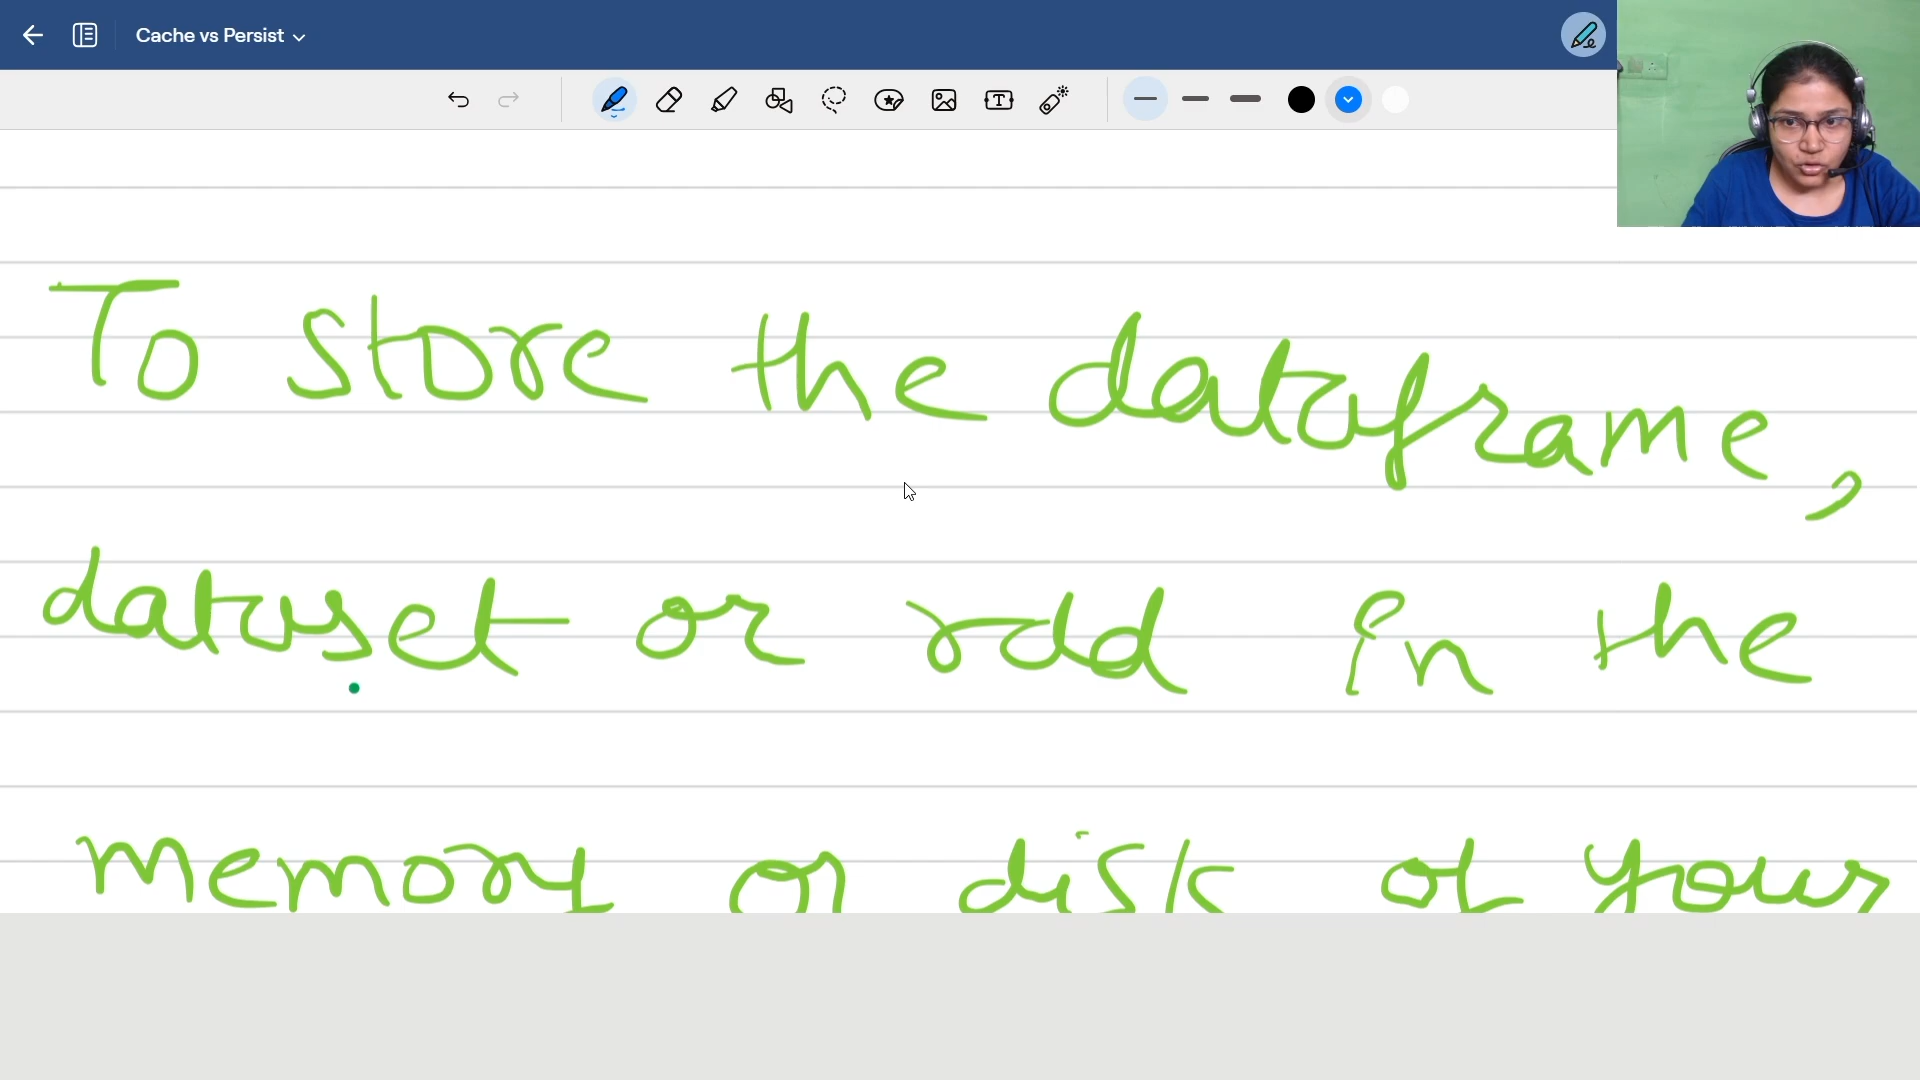 Cache vs Persist
To store the dataframe,
dataset or rdd in the
memory or disk of your